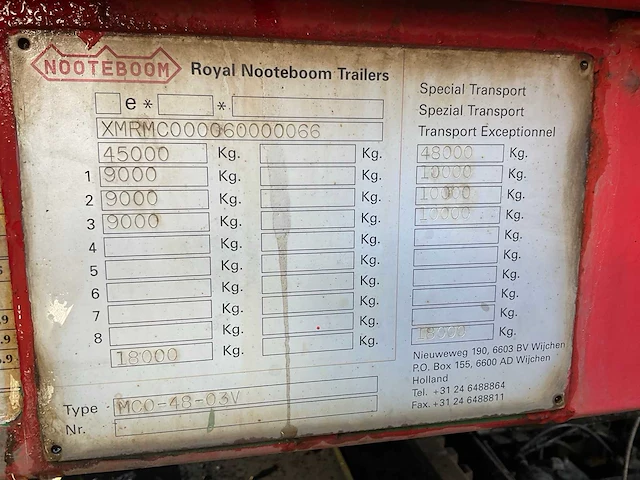 NOOTEBOOM Royal Nooteboom Trailers
e* *
XMRMC000060000066
45000 Kg. Kg.
1 9000 Kg. Kg.
2 9000 Kg. Kg.
3 9000 Kg. Kg.
4 Kg. Kg.
5 Kg. Kg.
6 Kg. Kg.
7 Kg. Kg.
8 Kg. Kg.
18000 Kg. Kg.
Type MCO-48-03V
Nr.
Special Transport
Spezial Transport
Transport Exceptionnel
48000 Kg.
10000 Kg.
10000 Kg.
10000 Kg.
Kg.
Kg.
Kg.
Kg.
Kg.
18000 Kg.
Nieuweweg 190, 6603 BV Wijchen
P.O. Box 155, 6600 AD Wijchen
Holland
Tel. +31 24 6488864
Fax. +31 24 6488811